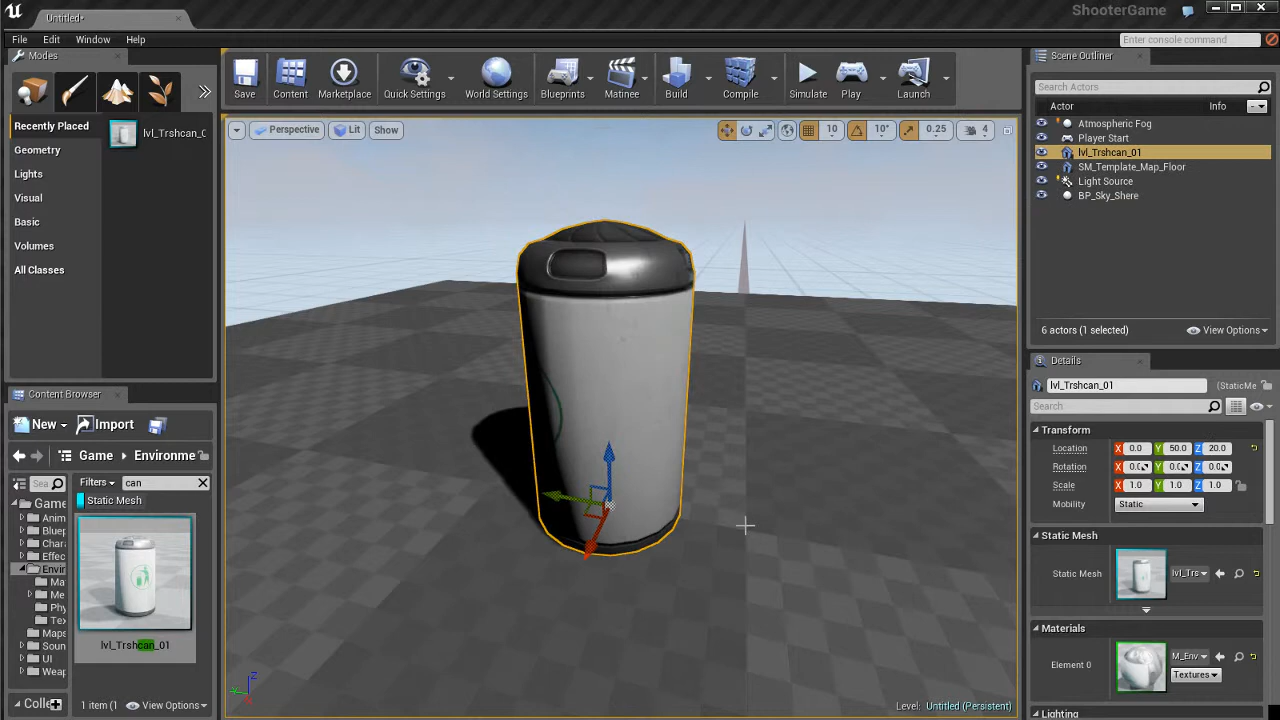 Untitled*
ShooterGame
File Edit Window Help
Enter console command
Modes
Save
Content
Marketplace
Quick Settings
World Settings
Blueprints
Matinee
Build
Compile
Simulate
Play
Launch
Recently Placed
Geometry
Lights
Visual
Basic
Volumes
All Classes
lvl_Trshcan_0
Perspective
Lit
Show
10
10°
0.25
4
Scene Outliner
Search Actors
Actor
Info
Atmospheric Fog
Player Start
lvl_Trshcan_01
SM_Template_Map_Floor
Light Source
BP_Sky_Shere
6 actors (1 selected)
View Options
Content Browser
New
Import
Game
Environme
Sea
Filters
can
Static Mesh
Game
Anim
Bluep
Chara
Effec
Envir
Ma
Me
Phy
Tex
Maps
Soun
UI
Weap
lvl_Trshcan_01
Colle
1 item (1
View Options
Z
Y
Level: Untitled (Persistent)
Details
lvl_Trshcan_01
(StaticMe
Search
Transform
Location X 0.0 Y 50.0 Z 20.0
Rotation X 0.0 Y 0.0 Z 0.0
Scale X 1.0 Y 1.0 Z 1.0
Mobility Static
Static Mesh
Static Mesh lvl_Trs
Materials
Element 0 M_Env
Textures
Lighting